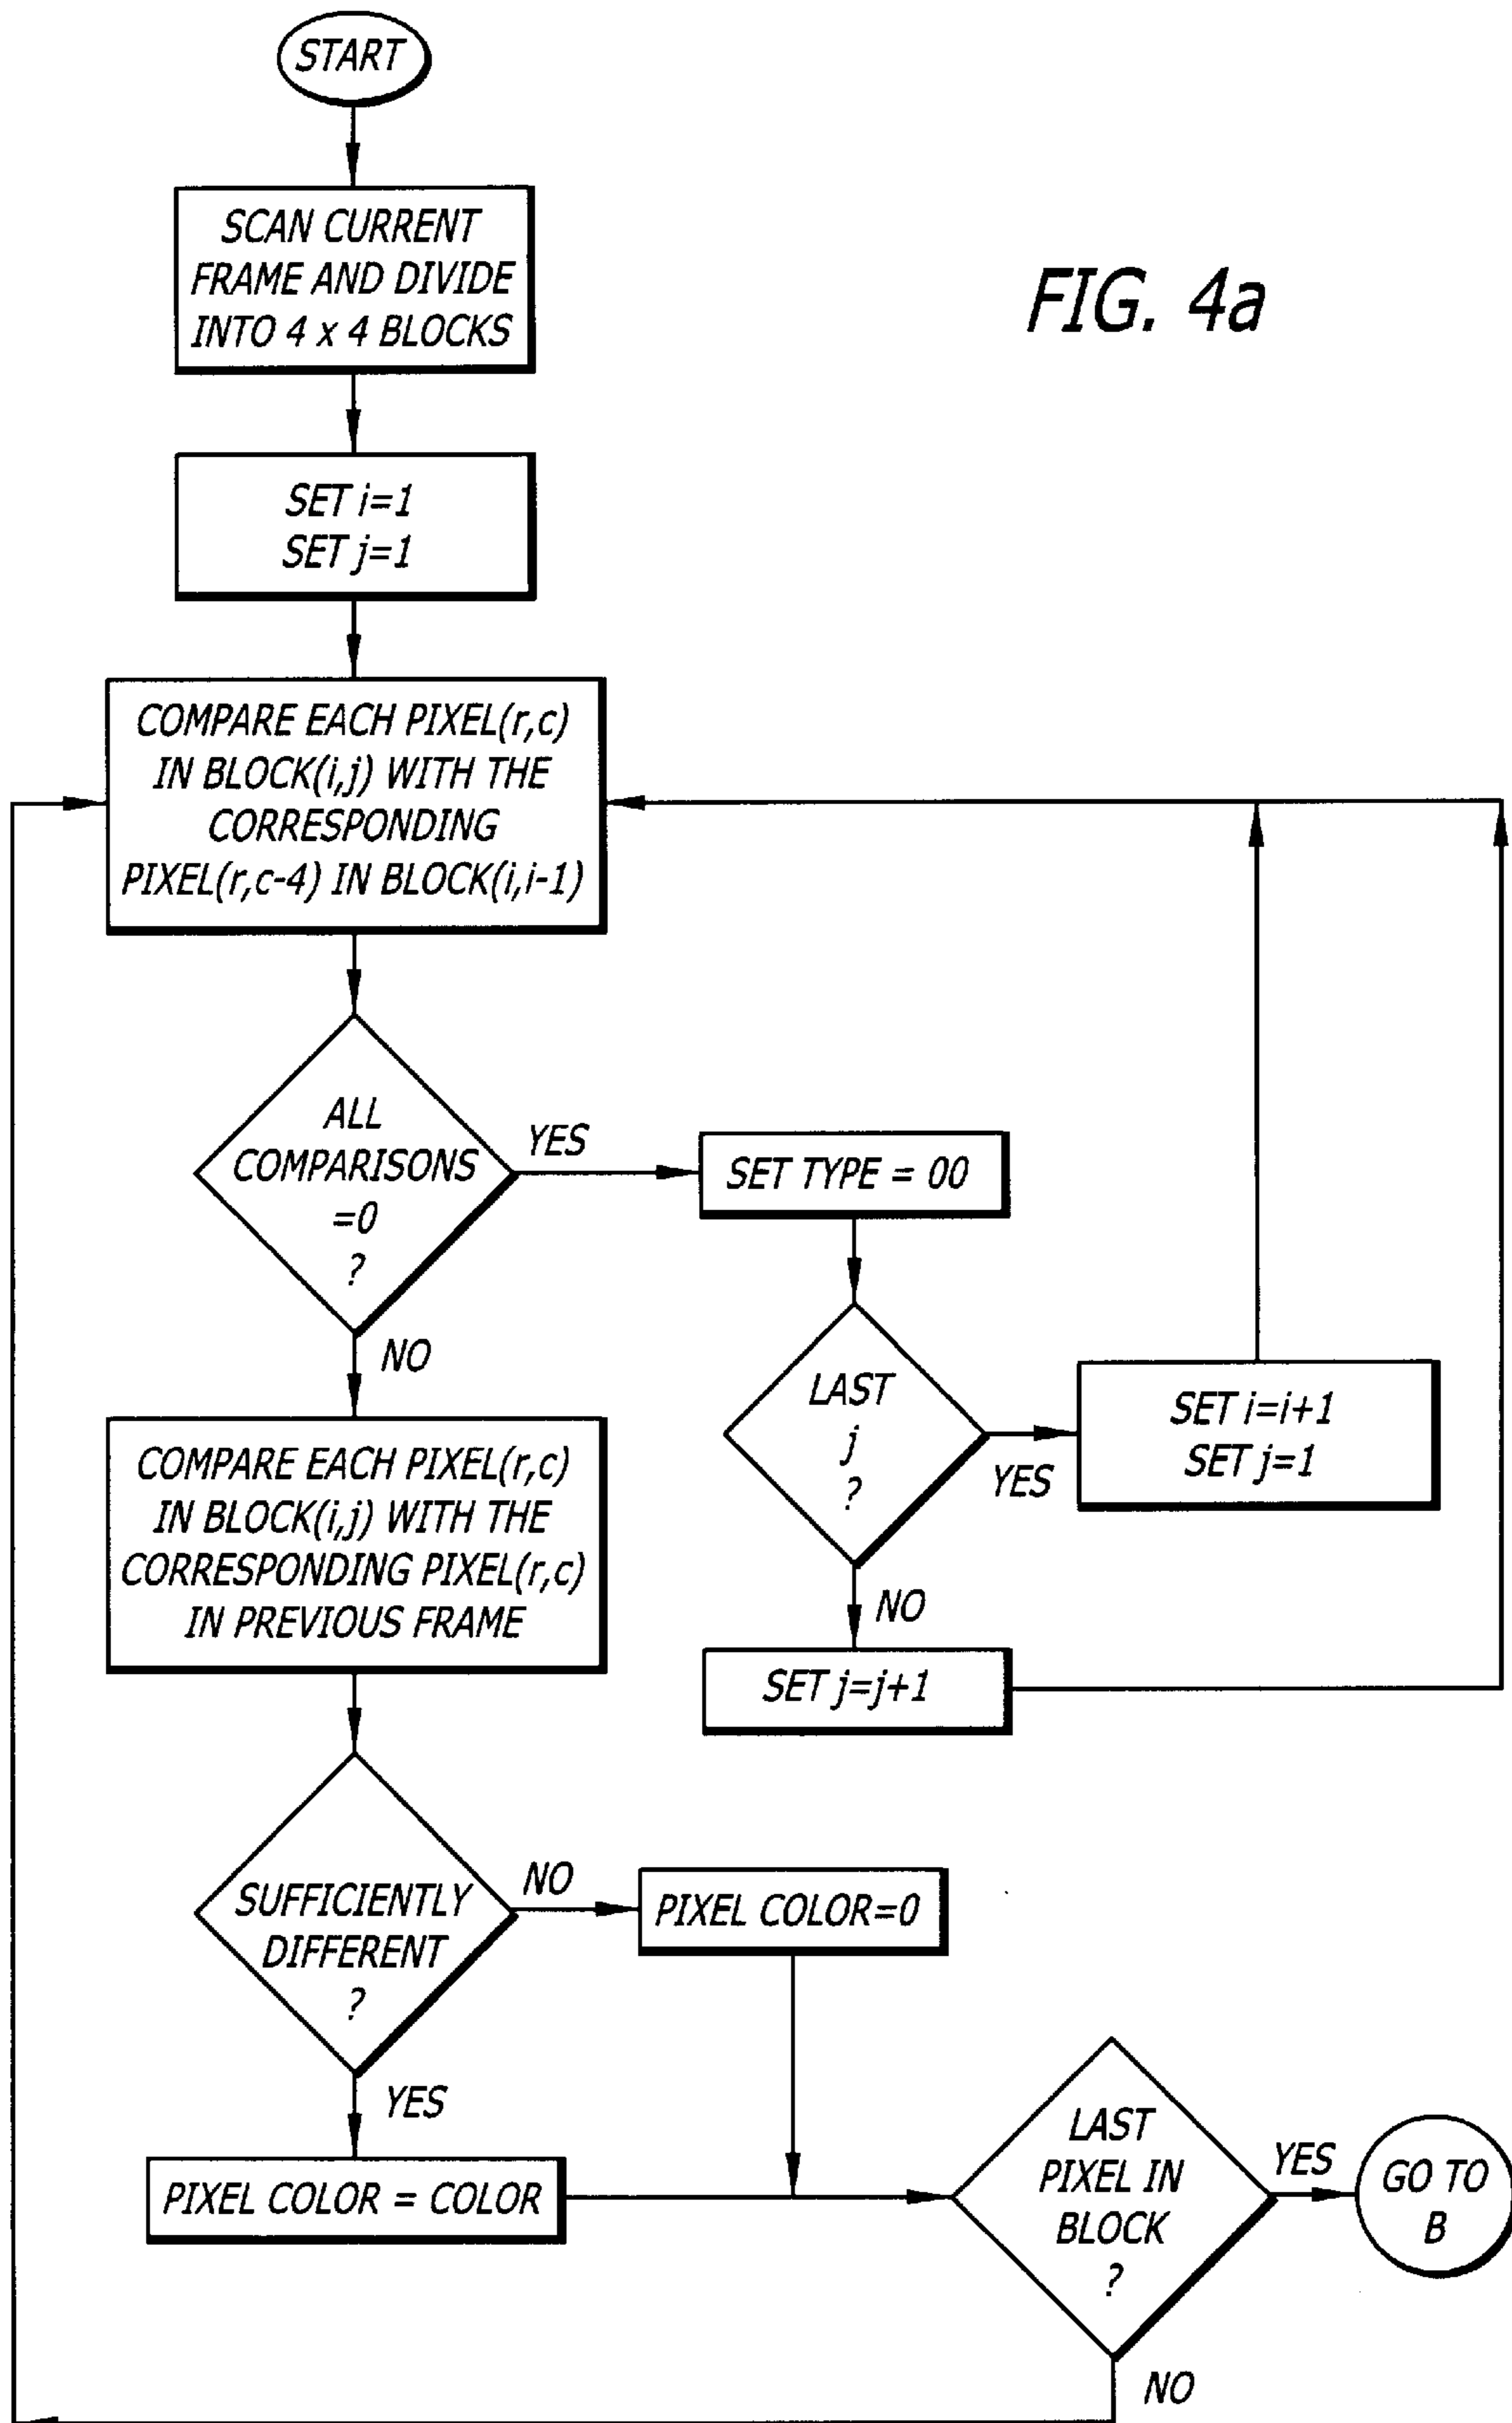 START
SCAN CURRENT
FRAME AND DIVIDE
INTO 4 x 4 BLOCKS
FIG. 4a
SET i=1
SET j=1
COMPARE EACH PIXEL(r,c)
IN BLOCK(i,j) WITH THE
CORRESPONDING
PIXEL(r,c-4) IN BLOCK(i,i-1)
ALL
COMPARISONS
=0
?
YES
SET TYPE = 00
NO
LAST
j
?
YES
SET i=i+1
SET j=1
COMPARE EACH PIXEL(r,c)
IN BLOCK(i,j) WITH THE
CORRESPONDING PIXEL(r,c)
IN PREVIOUS FRAME
NO
SET j=j+1
SUFFICIENTLY
DIFFERENT
?
NO
PIXEL COLOR=0
YES
PIXEL COLOR = COLOR
LAST
PIXEL IN
BLOCK
?
YES
GO TO
B
NO